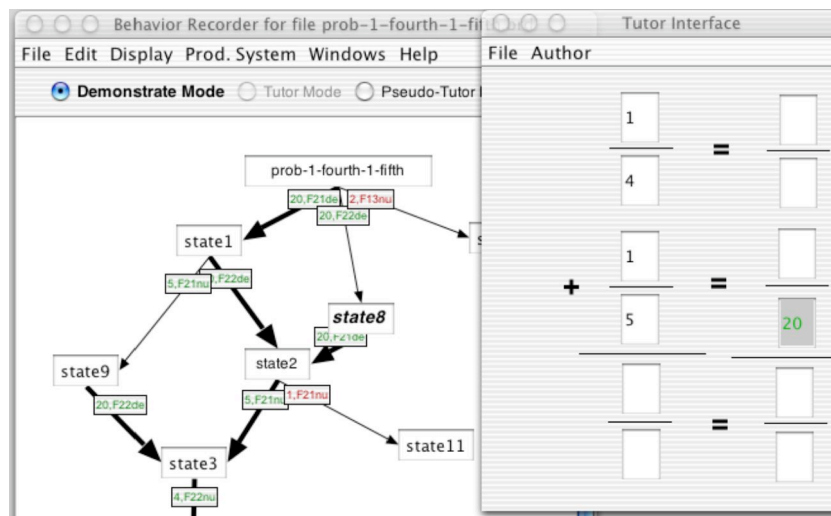 Behavior Recorder for file prob-1-fourth-1-fif
File Edit Display Prod. System Windows Help
Demonstrate Mode Tutor Mode Pseudo-Tutor
prob-1-fourth-1-fifth
20,F21de 2,F13nu
20,F22de
state1
5,F21nu ,F22de
state8
20,F21de
state9
state2
20,F22de
5,F21nu 1,F21nu
state11
state3
4,F22nu
Tutor Interface
File Author
1
=
4
1
+ =
5 20
=